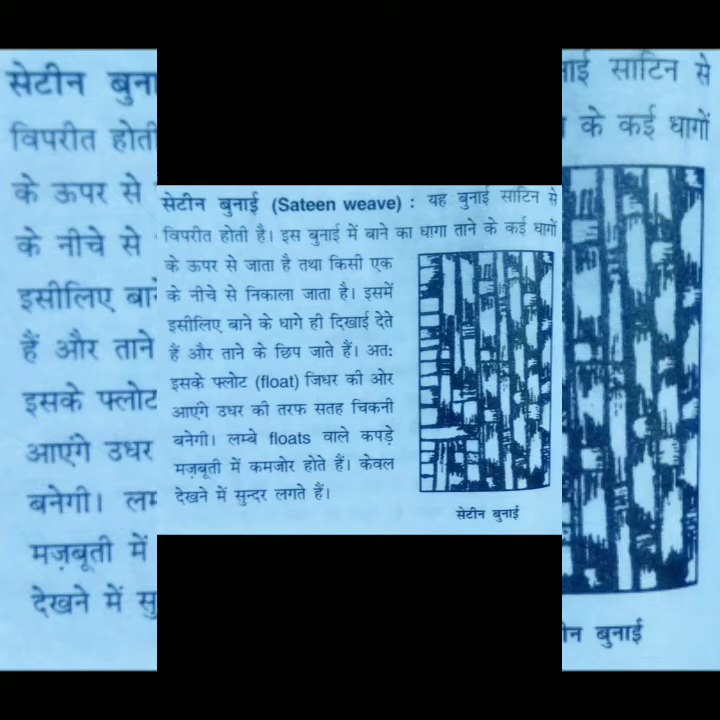 सेटीन बुनाई (Sateen weave) : यह बुनाई साटिन से
विपरीत होती है। इस बुनाई में बाने का धागा ताने के कई धागों
के ऊपर से जाता है तथा किसी एक
के नीचे से निकाला जाता है। इसमें
इसीलिए बाने के धागे ही दिखाई देते
हैं और ताने के छिप जाते हैं। अतः
इसके फ्लोट (float) जिधर की ओर
आएंगे उधर की तरफ सतह चिकनी
बनेगी। लम्बे floats वाले कपड़े
मज़बूती में कमजोर होते हैं। केवल
देखने में सुन्दर लगते हैं।
सेटीन बुनाई